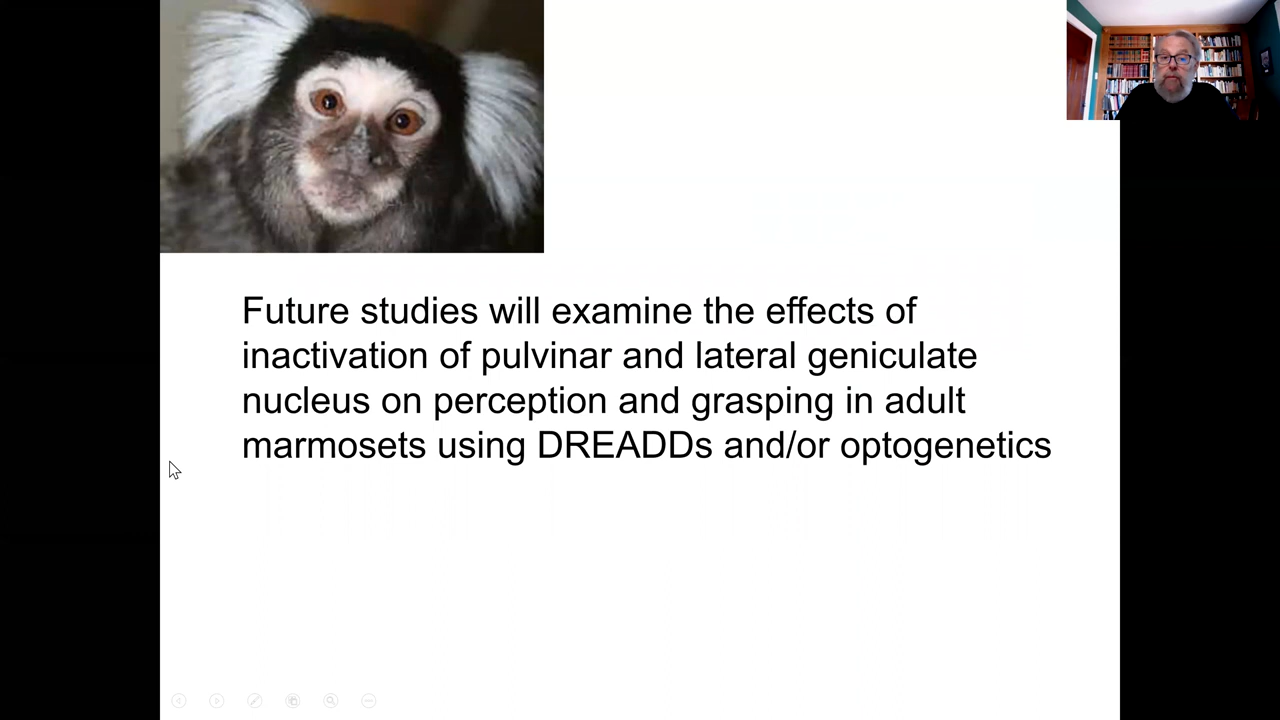 Future studies will examine the effects of
inactivation of pulvinar and lateral geniculate
nucleus on perception and grasping in adult
marmosets using DREADDs and/or optogenetics